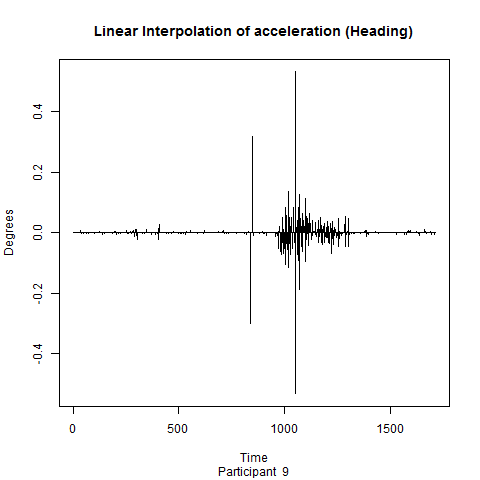 Linear Interpolation of acceleration (Heading)
Degrees
0.4
0.2
0.0
-0.2
-0.4
0 500 1000 1500
Time
Participant 9